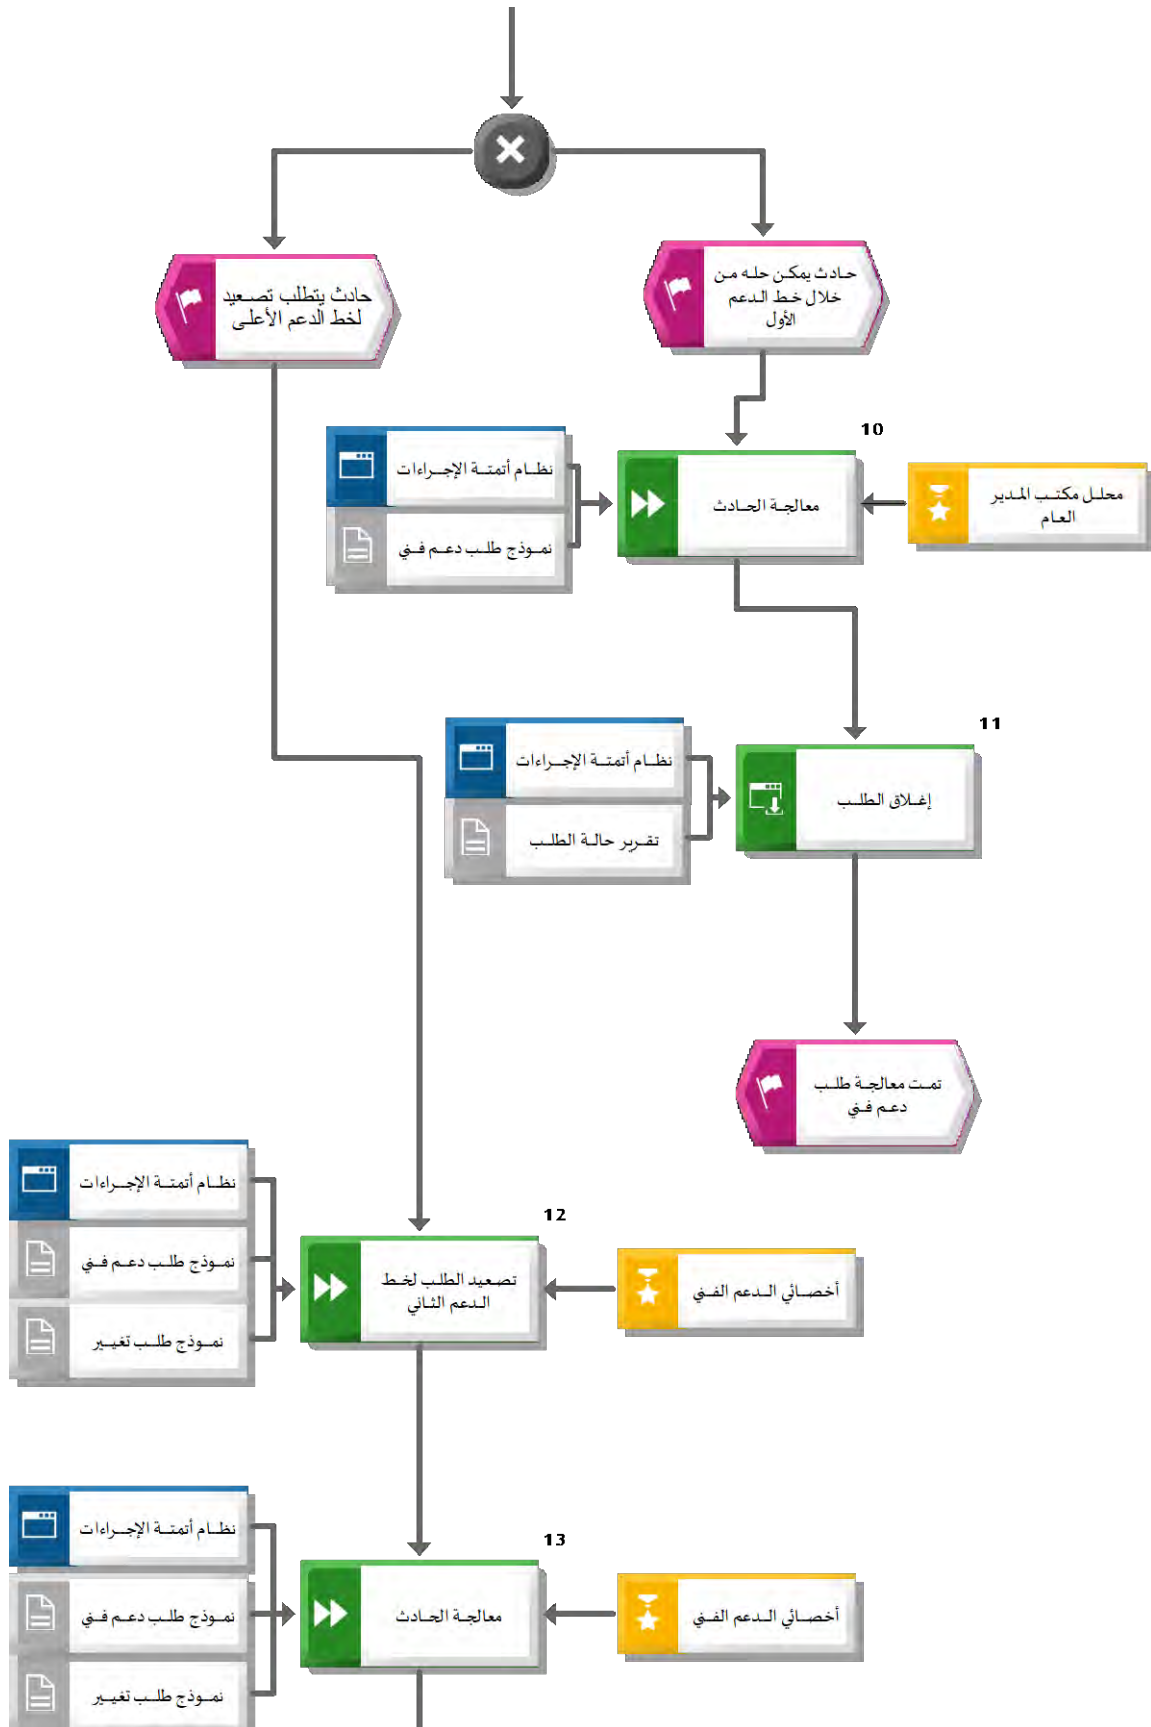 حادث يمكن حله من
خلال خط الدعم
الأول
حادث يتطلب تصعيد
لخط الدعم الأعلى
10
محلل مكتب المدير
العام
معالجة الحادث
نظام أتمتة الإجراءات
نموذج طلب دعم فني
11
إغلاق الطلب
نظام أتمتة الإجراءات
تقرير حالة الطلب
تمت معالجة طلب
دعم فني
12
أخصائي الدعم الفني
تصعيد الطلب لخط
الدعم الثاني
نظام أتمتة الإجراءات
نموذج طلب دعم فني
نموذج طلب تغيير
13
أخصائي الدعم الفني
معالجة الحادث
نظام أتمتة الإجراءات
نموذج طلب دعم فني
نموذج طلب تغيير